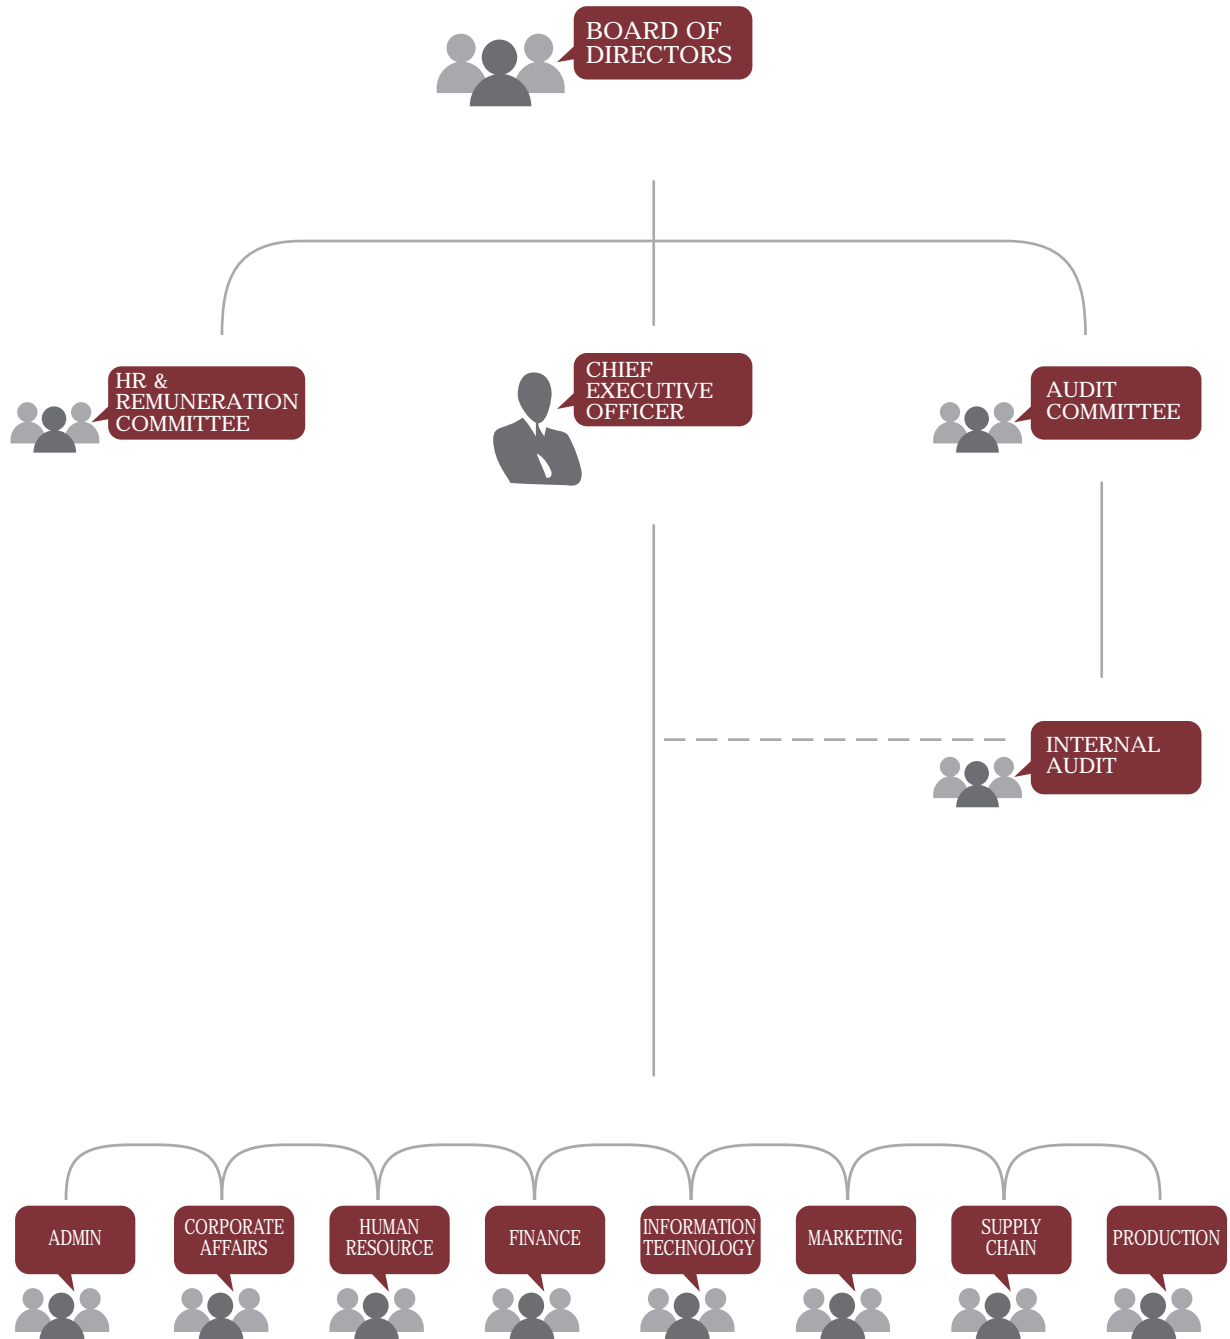 BOARD OF
DIRECTORS
HR &
REMUNERATION
COMMITTEE
CHIEF
EXECUTIVE
OFFICER
AUDIT
COMMITTEE
INTERNAL
AUDIT
ADMIN
CORPORATE
AFFAIRS
HUMAN
RESOURCE
FINANCE
INFORMATION
TECHNOLOGY
MARKETING
SUPPLY
CHAIN
PRODUCTION